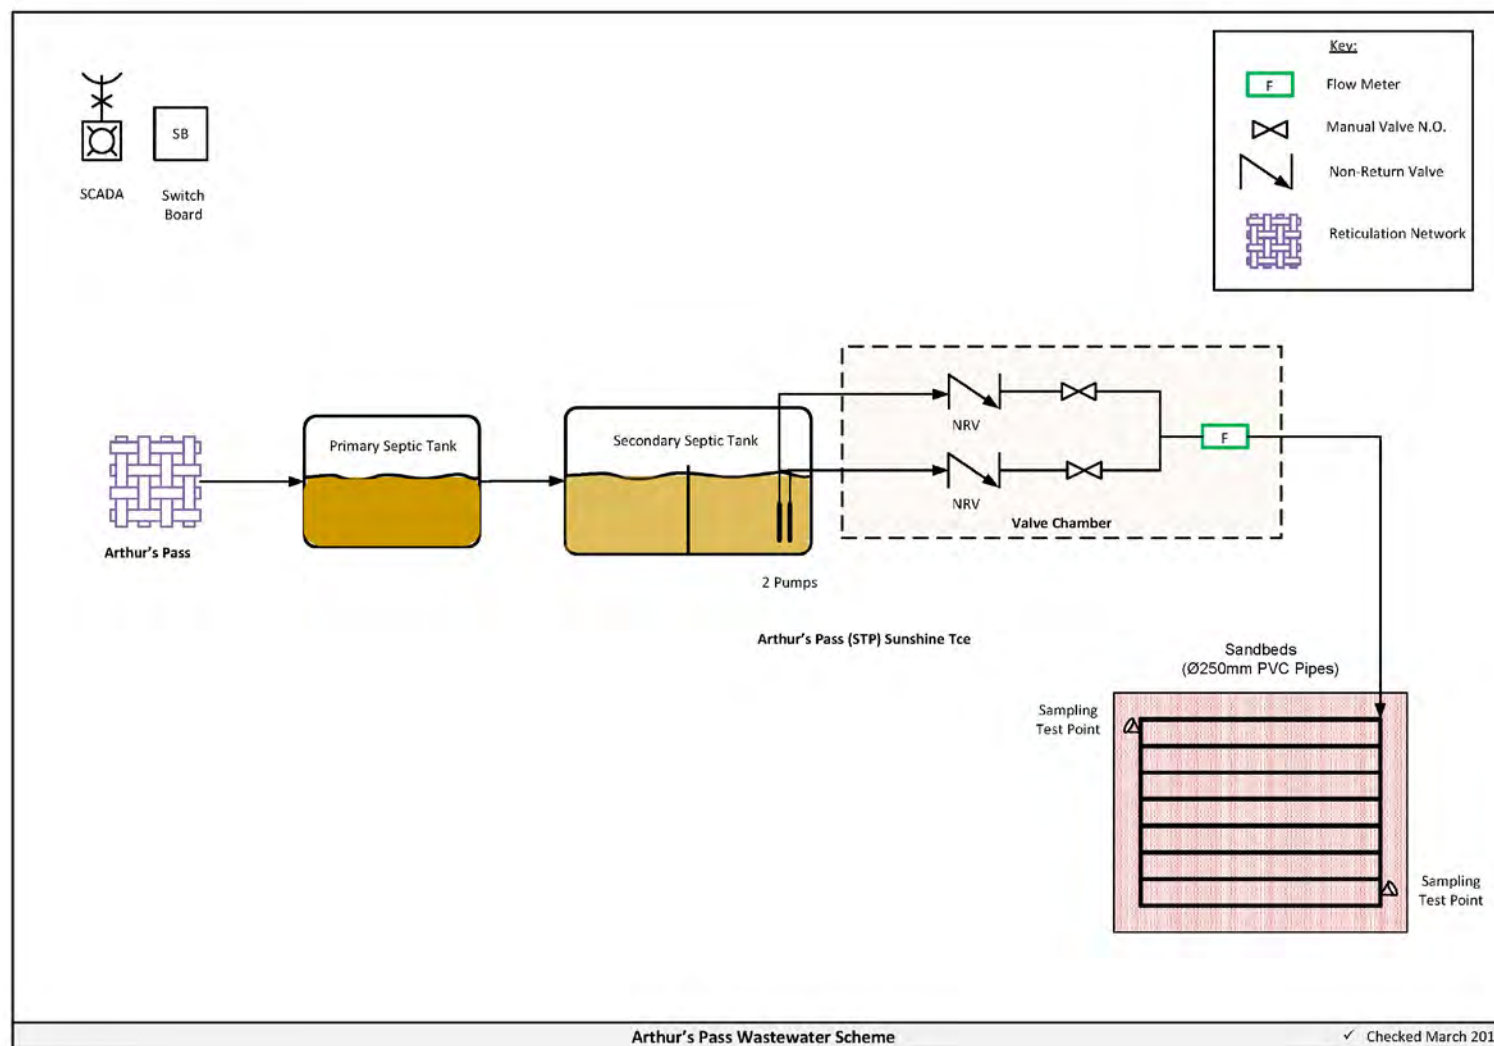 SCADA
SB
Switch
Board
Key:
F
Flow Meter
Manual Valve N.O.
Non-Return Valve
Reticulation Network
Arthur's Pass
Primary Septic Tank
Secondary Septic Tank
2 Pumps
NRV
NRV
F
Valve Chamber
Arthur's Pass (STP) Sunshine Tce
Sandbeds
(Ø250mm PVC Pipes)
Sampling
Test Point
Sampling
Test Point
Arthur's Pass Wastewater Scheme
✓ Checked March 201